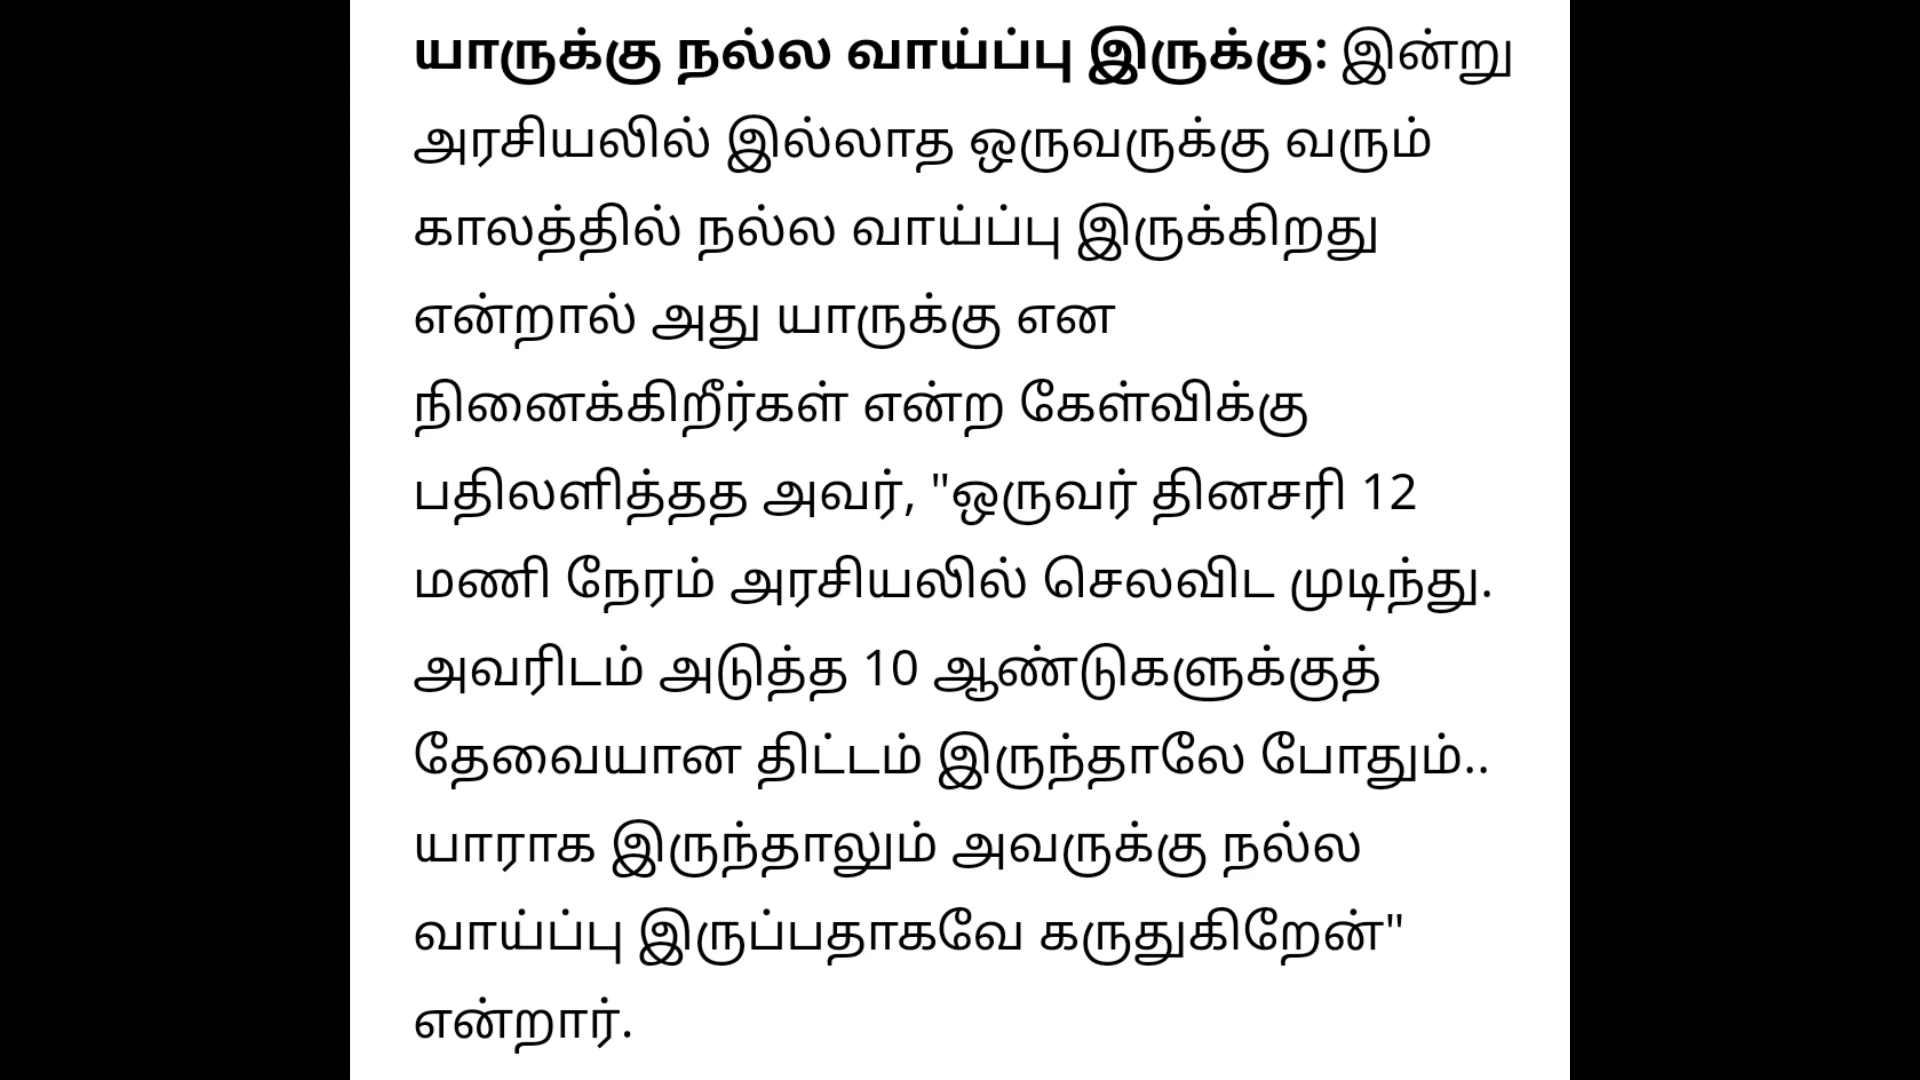 யாருக்கு நல்ல வாய்ப்பு இருக்கு: இன்று
அரசியலில் இல்லாத ஒருவருக்கு வரும்
காலத்தில் நல்ல வாய்ப்பு இருக்கிறது
என்றால் அது யாருக்கு என
நினைக்கிறீர்கள் என்ற கேள்விக்கு
பதிலளித்தத அவர், "ஒருவர் தினசரி 12
மணி நேரம் அரசியலில் செலவிட முடிந்து.
அவரிடம் அடுத்த 10 ஆண்டுகளுக்குத்
தேவையான திட்டம் இருந்தாலே போதும்..
யாராக இருந்தாலும் அவருக்கு நல்ல
வாய்ப்பு இருப்பதாகவே கருதுகிறேன்"
என்றார்.